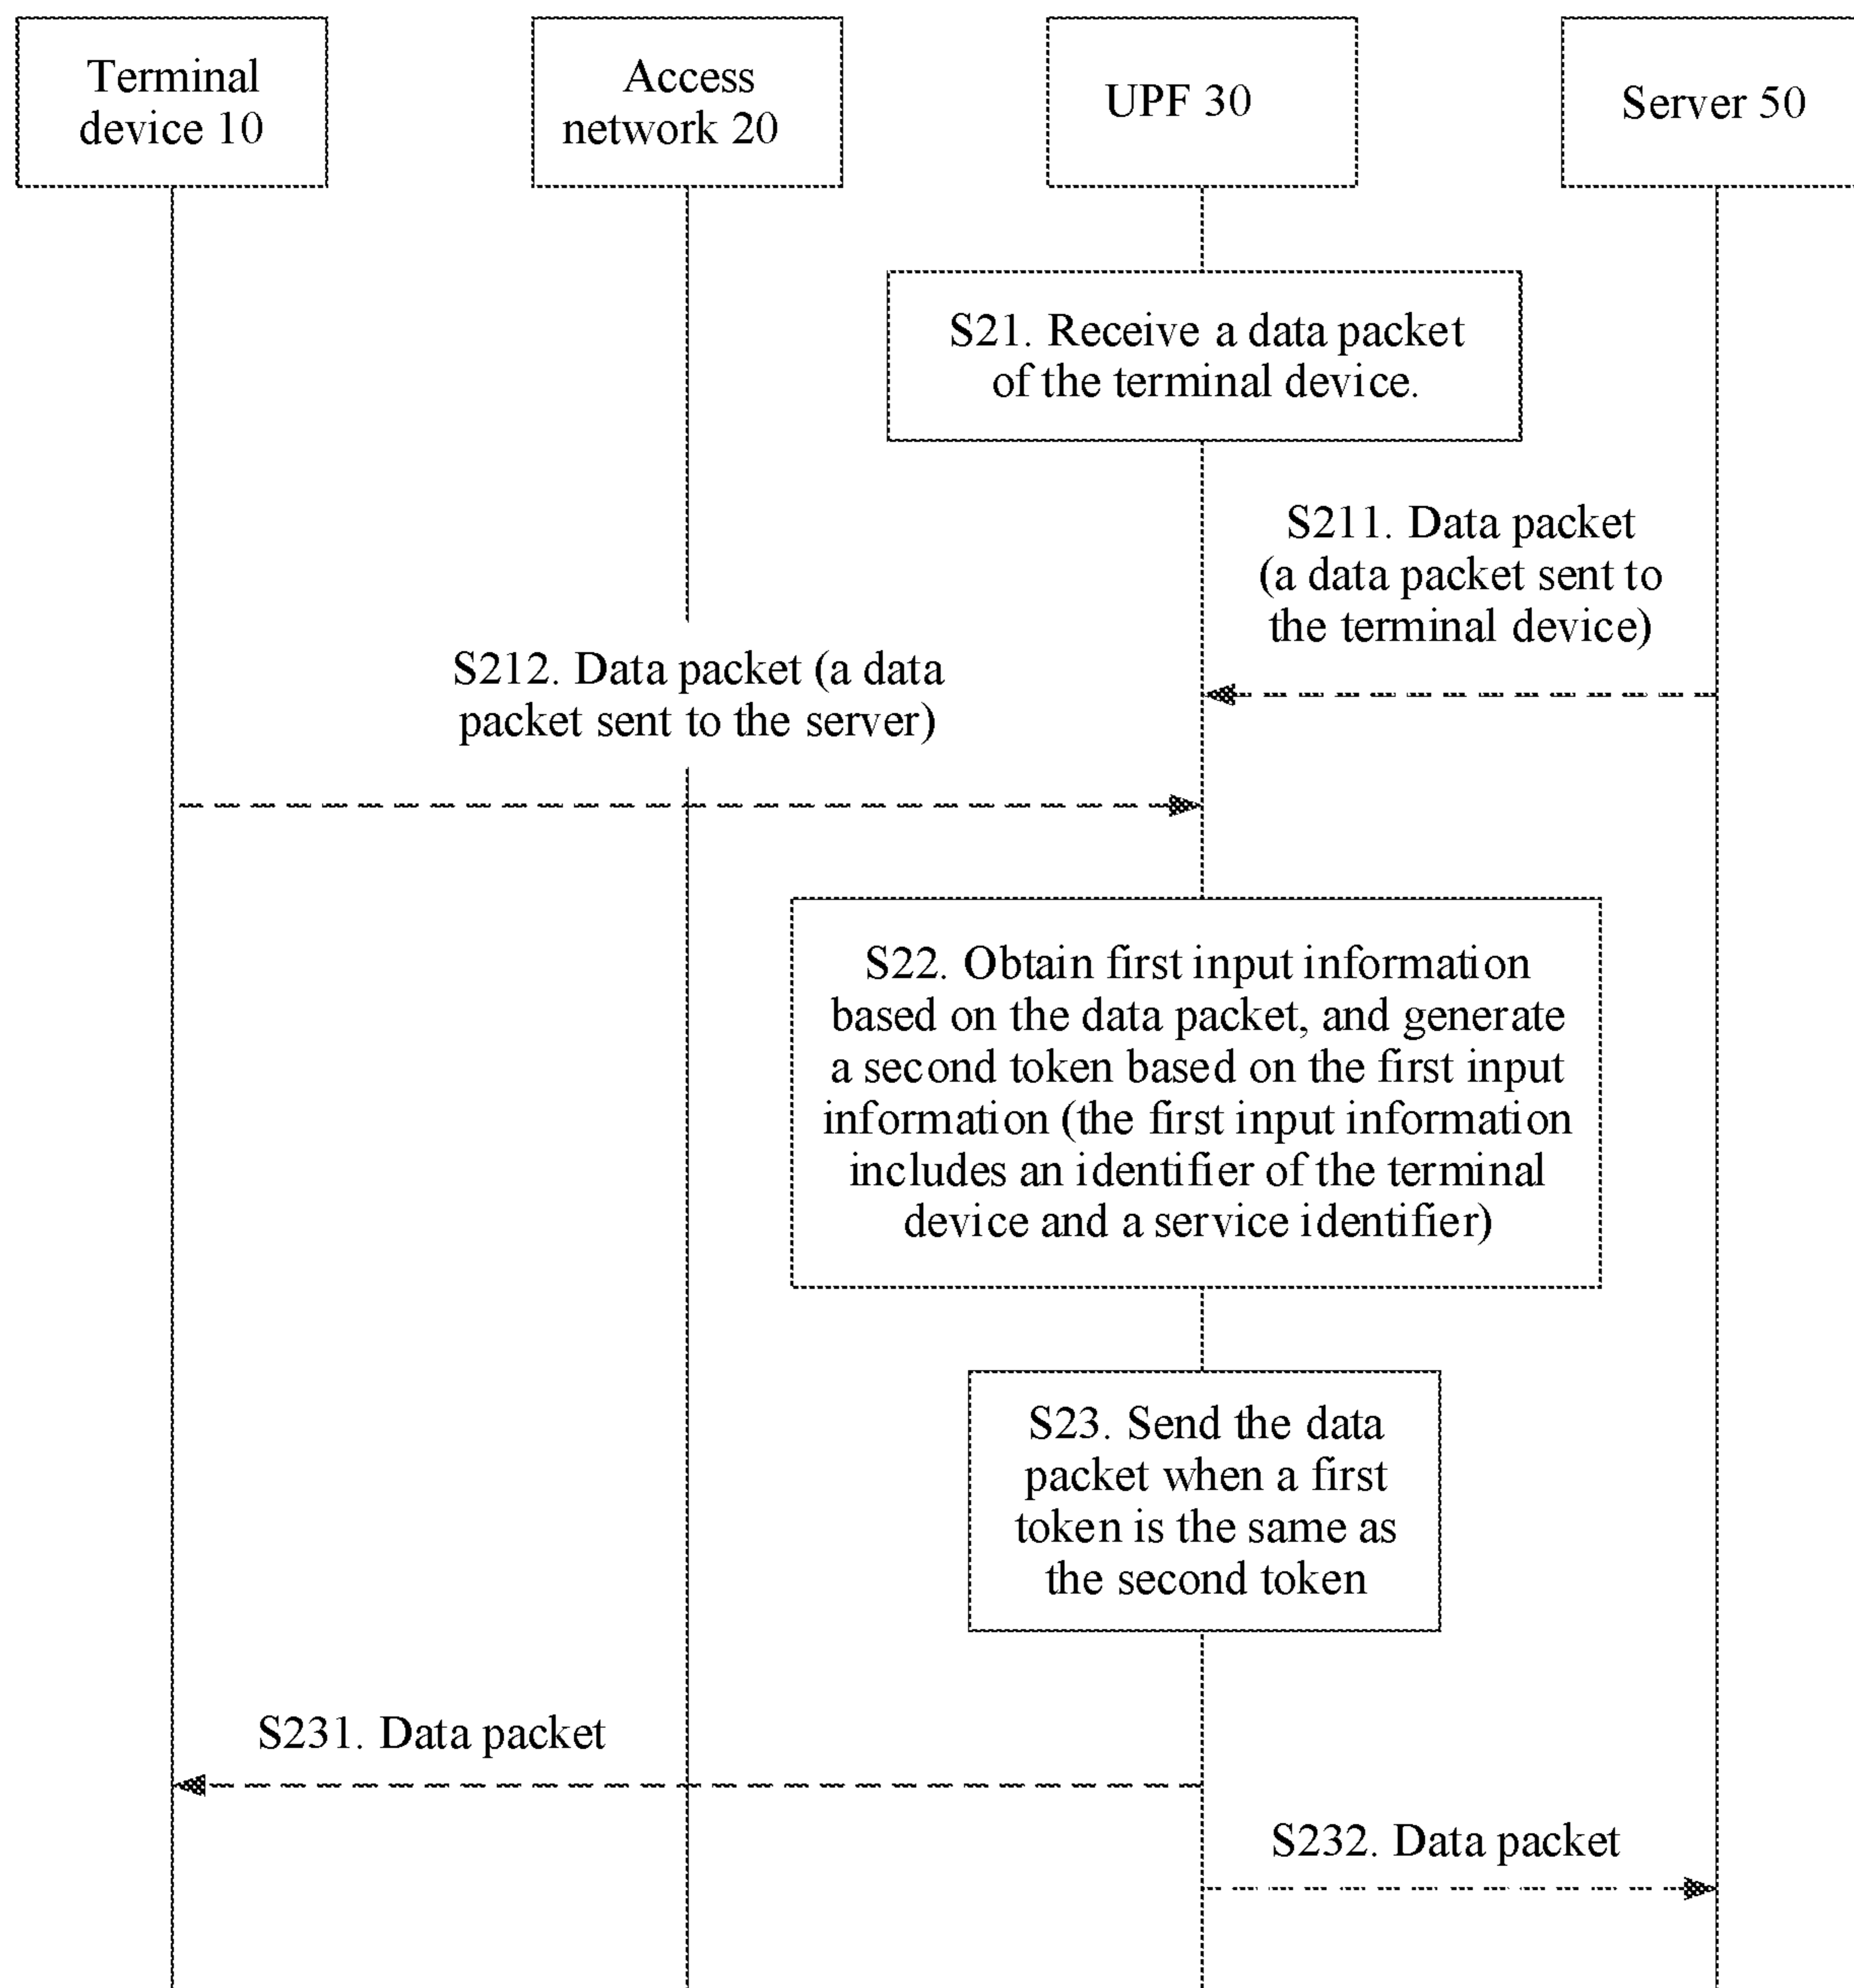 Terminal
device 10
Access
network 20
UPF 30
Server 50
S21. Receive a data packet
of the terminal device.
S211. Data packet
(a data packet sent to
the terminal device)
S212. Data packet (a data
packet sent to the server)
S22. Obtain first input information
based on the data packet, and generate
a second token based on the first input
information (the first input information
includes an identifier of the terminal
device and a service identifier)
S23. Send the data
packet when a first
token is the same as
the second token
S231. Data packet
S232. Data packet